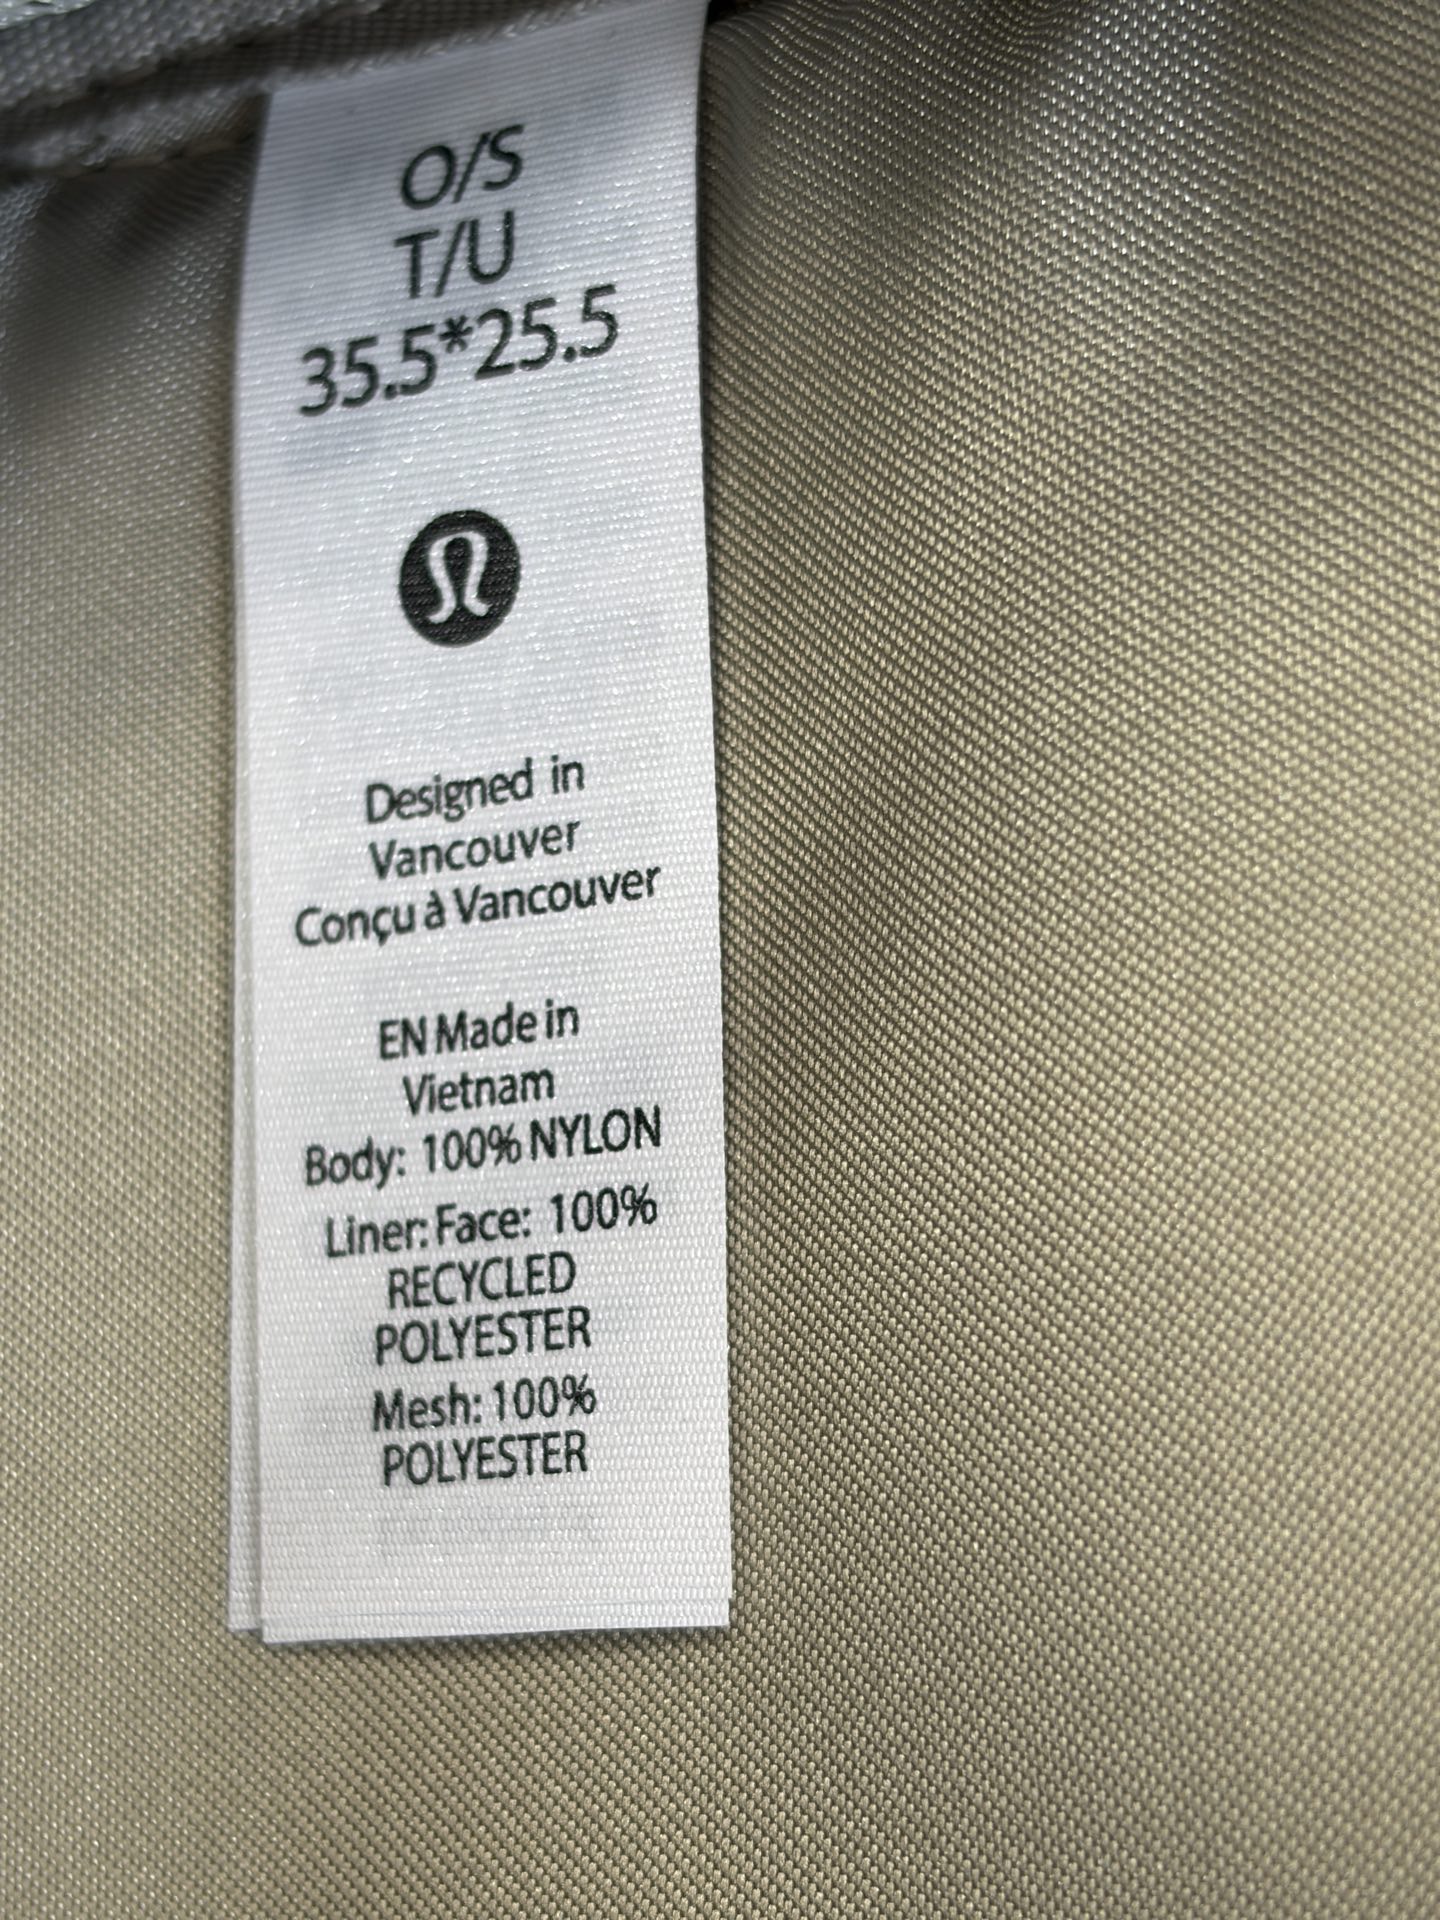 O/S
T/U
35.5*25.5
Designed in
Vancouver
Conçu à Vancouver
EN Made in
Vietnam
Body: 100% NYLON
Liner: Face: 100%
RECYCLED
POLYESTER
Mesh: 100%
POLYESTER